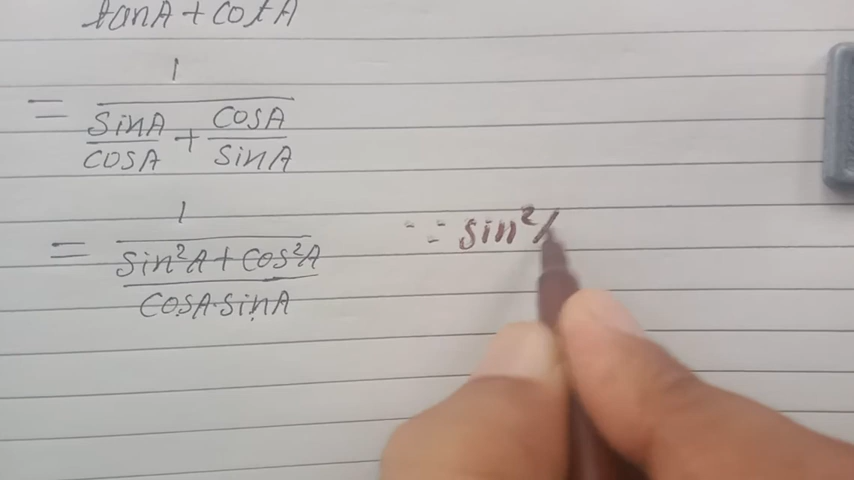 tanA + cotA
1
= sinA/cosA + cosA/sinA
1
= sin²A + cos²A ∵ sin²
cosA·sinA